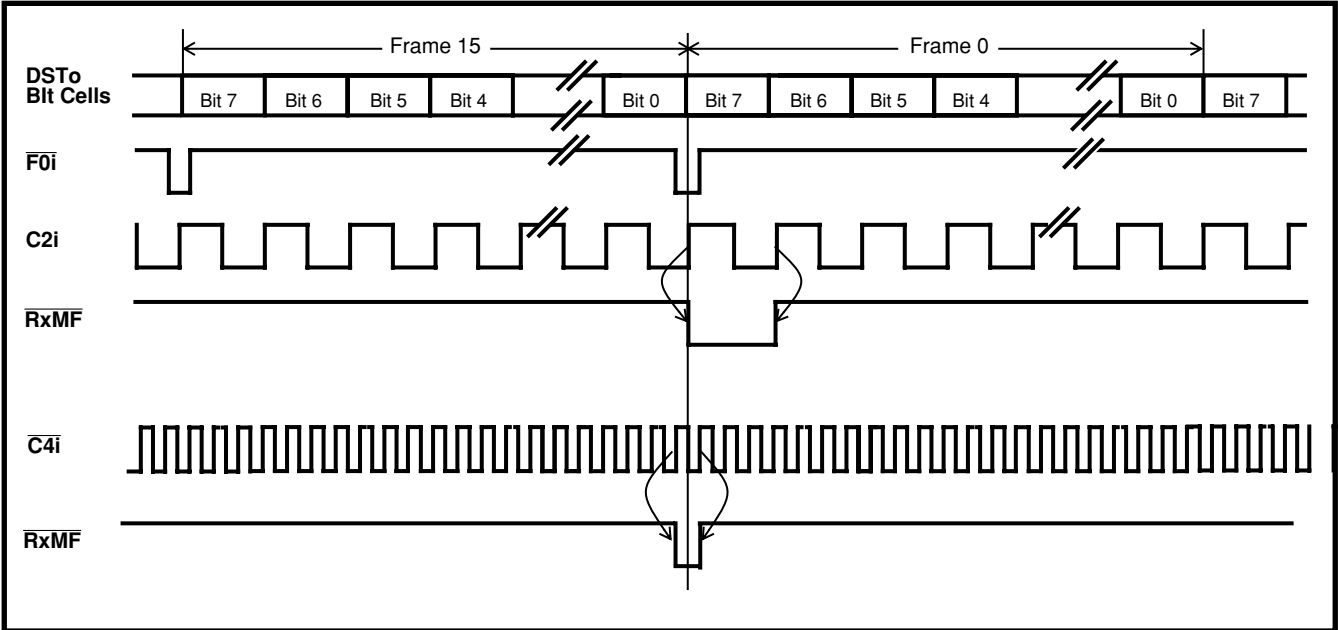 Frame 15 Frame 0
DSTo
BIt Cells
Bit 7 Bit 6 Bit 5 Bit 4 Bit 0 Bit 7 Bit 6 Bit 5 Bit 4 Bit 0 Bit 7
F0i
C2i
RxMF
C4i
RxMF